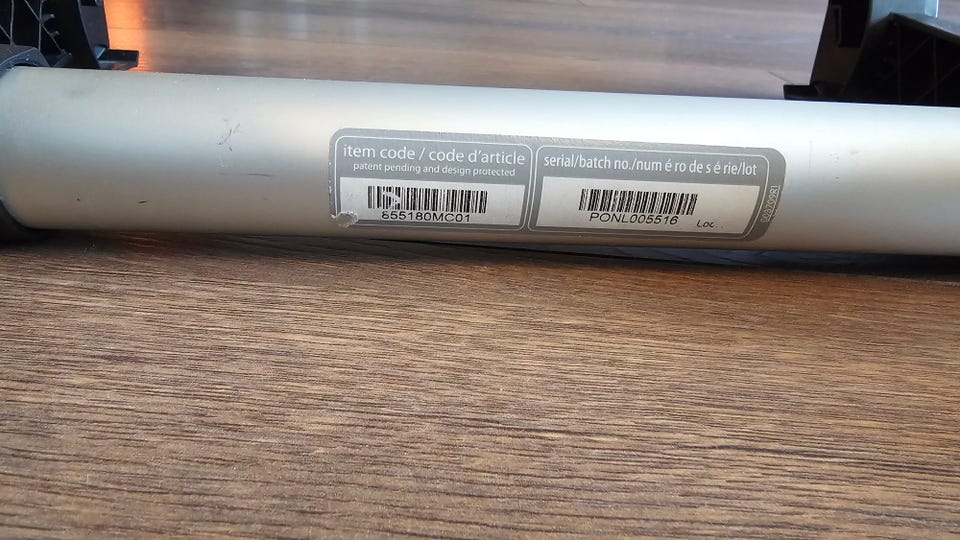 item code / code d'article
patent pending and design protected
855180MC01
serial/batch no./num é ro de s é rie/lot
PONL005516